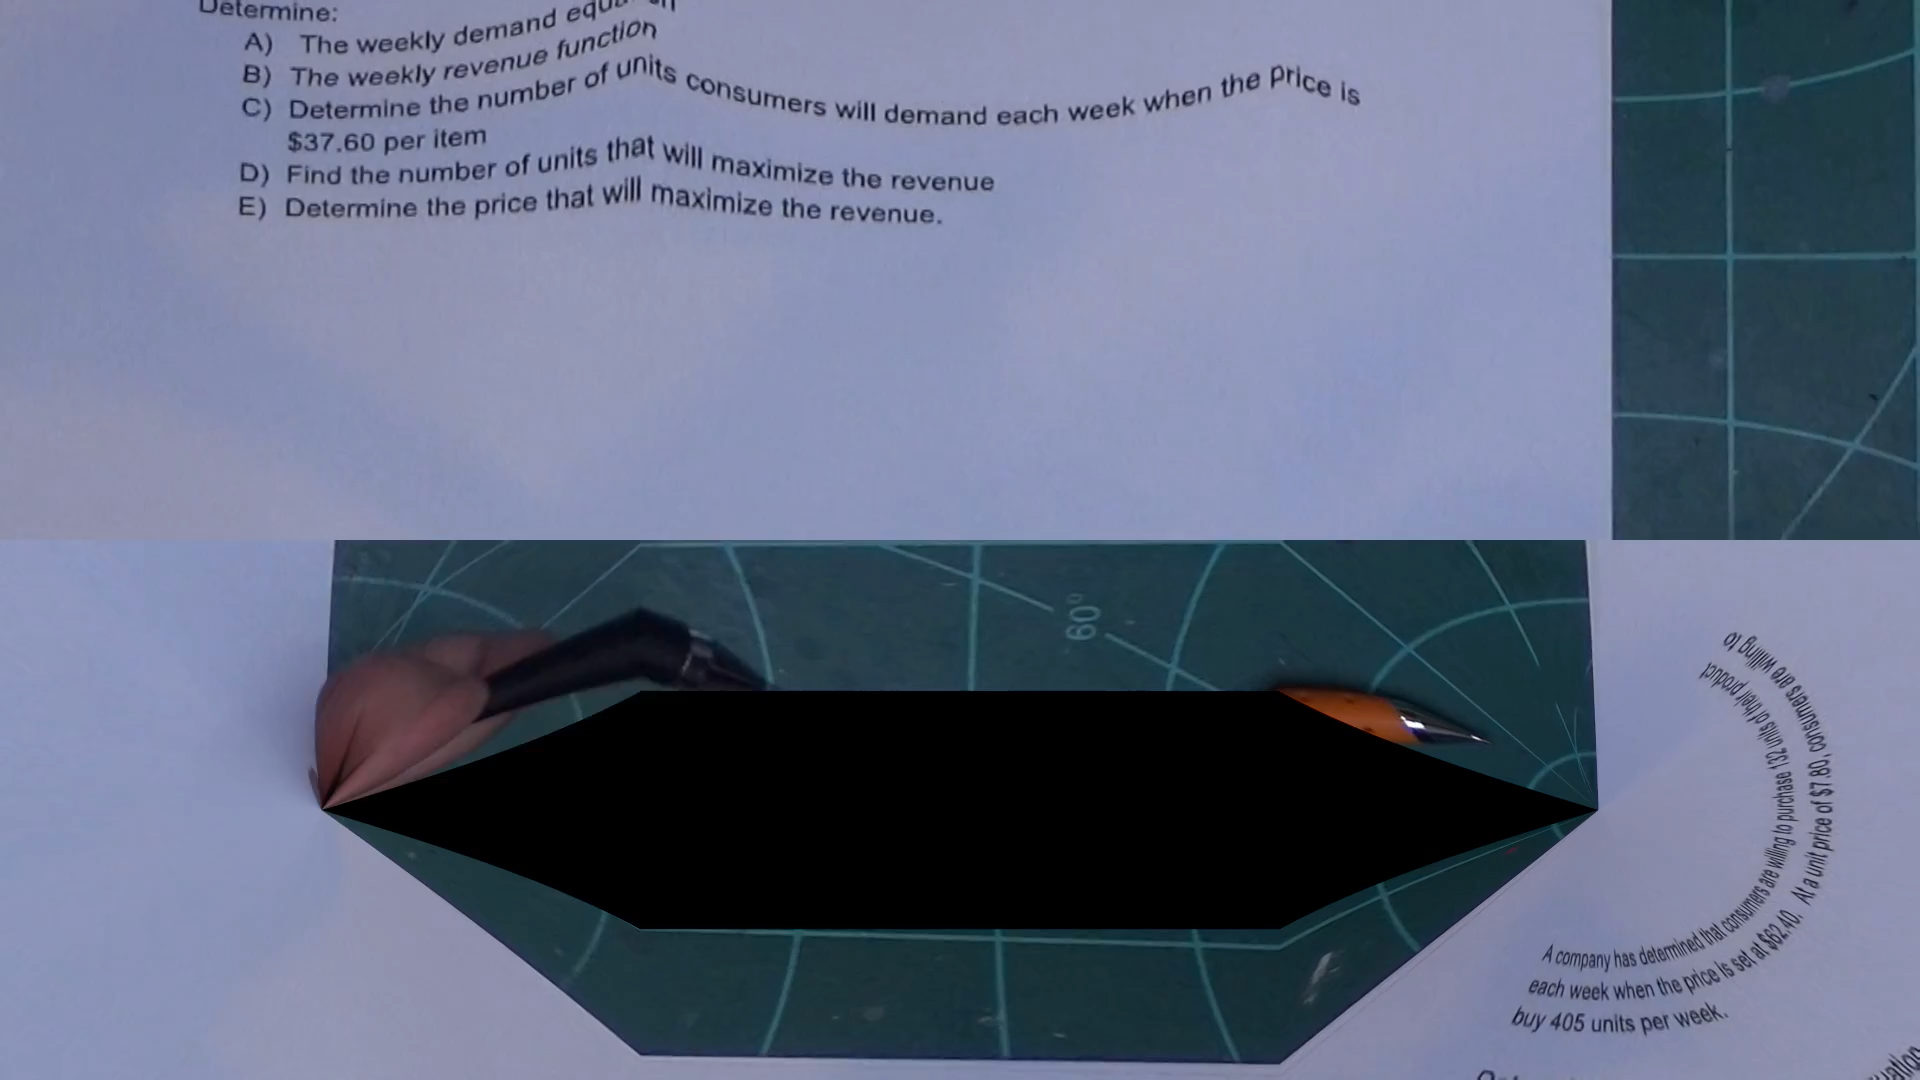 Determine:
A) The weekly demand
B) The weekly revenue function
C) Determine the number of units consumers will demand each week when the price is
$37.60 per item
D) Find the number of units that will maximize the revenue
E) Determine the price that will maximize the revenue.
60°
A company has determined that consumers are willing to purchase 132 units of their product
each week when the price is set at $62.40. At a unit price of $7.80, consumers are willing to
buy 405 units per week.